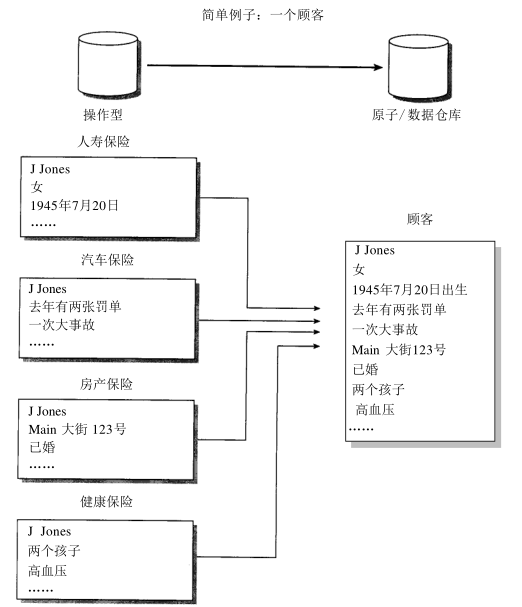 简单例子：一个顾客
操作型
原子/数据仓库
人寿保险
J Jones
女
1945年7月20日
……
汽车保险
J Jones
去年有两张罚单
一次大事故
……
房产保险
J Jones
Main 大街 123号
已婚
……
健康保险
J Jones
两个孩子
高血压
……
顾客
J Jones
女
1945年7月20日出生
去年有两张罚单
一次大事故
Main 大街123号
已婚
两个孩子
高血压
……